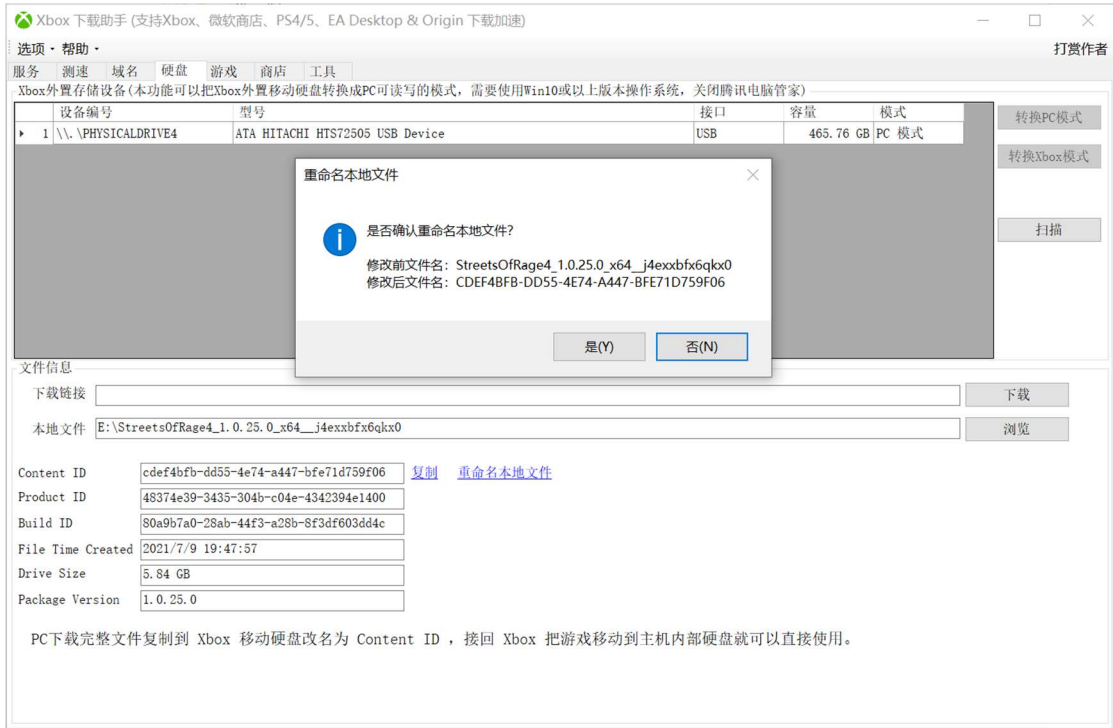 Xbox 下载助手 (支持Xbox、微软商店、PS4/5、EA Desktop & Origin 下载加速)
选项 帮助 打赏作者
服务 测速 域名 硬盘 游戏 商店 工具
Xbox外置存储设备(本功能可以把Xbox外置移动硬盘转换成PC可读写的模式，需要使用Win10或以上版本操作系统，关闭腾讯电脑管家)
设备编号 型号 接口 容量 模式
1 \\.\PHYSICALDRIVE4 ATA HITACHI HTS72505 USB Device USB 465.76 GB PC 模式
转换PC模式
转换Xbox模式
扫描
重命名本地文件
是否确认重命名本地文件?
修改前文件名: StreetsOfRage4_1.0.25.0_x64__j4exxbfx6qkx0
修改后文件名: CDEF4BFB-DD55-4E74-A447-BFE71D759F06
是(Y) 否(N)
文件信息
下载链接 下载
本地文件 E:\StreetsOfRage4_1.0.25.0_x64__j4exxbfx6qkx0 浏览
Content ID cdef4bfb-dd55-4e74-a447-bfe71d759f06 复制 重命名本地文件
Product ID 48374e39-3435-304b-c04e-4342394e1400
Build ID 80a9b7a0-28ab-44f3-a28b-8f3df603dd4c
File Time Created 2021/7/9 19:47:57
Drive Size 5.84 GB
Package Version 1.0.25.0
PC下载完整文件复制到 Xbox 移动硬盘改名为 Content ID ，接回 Xbox 把游戏移动到主机内部硬盘就可以直接使用。